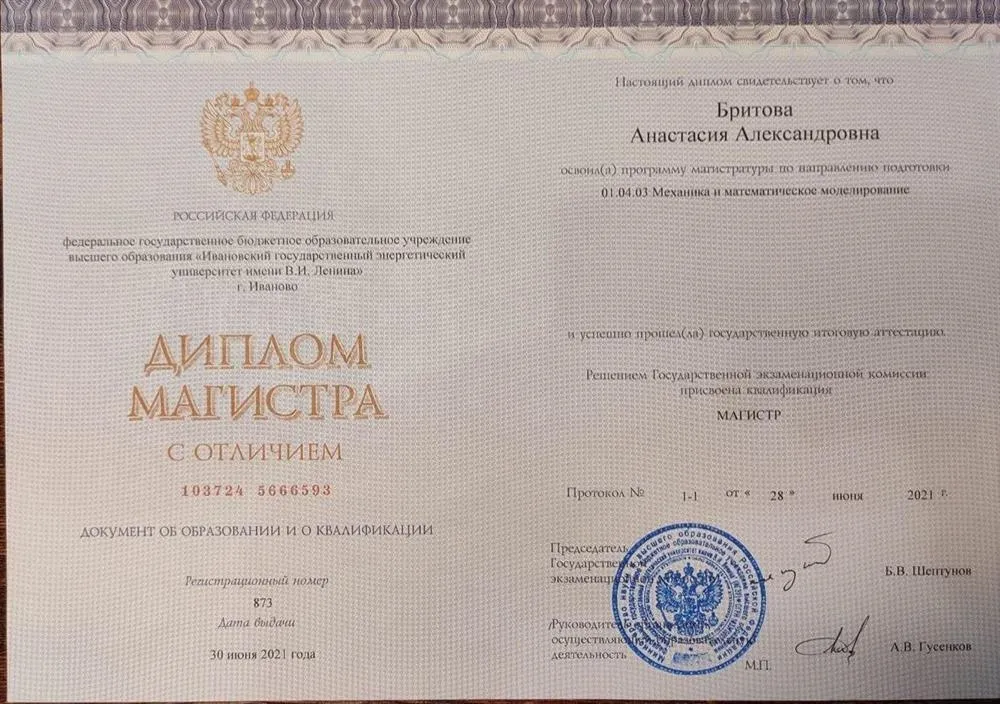 РОССИЙСКАЯ ФЕДЕРАЦИЯ
федеральное государственное бюджетное образовательное учреждение
высшего образования «Ивановский государственный энергетический
университет имени В.И. Ленина»
г. Иваново
ДИПЛОМ
МАГИСТРА
С ОТЛИЧИЕМ
103724 5666593
ДОКУМЕНТ ОБ ОБРАЗОВАНИИ И О КВАЛИФИКАЦИИ
Регистрационный номер
873
Дата выдачи
30 июня 2021 года
Настоящий диплом свидетельствует о том, что
Бритова
Анастасия Александровна
освоил(а) программу магистратуры по направлению подготовки
01.04.03 Механика и математическое моделирование
и успешно прошел(ла) государственную итоговую аттестацию.
Решением Государственной экзаменационной комиссии
присвоена квалификация
МАГИСТР
Протокол № 1-1 от « 28 » июня 2021 г.
Председатель
Государственной
экзаменационной комиссии
Б.В. Шептунов
Руководитель
осуществляющей образовательную
деятельность
А.В. Гусенков
М.П.